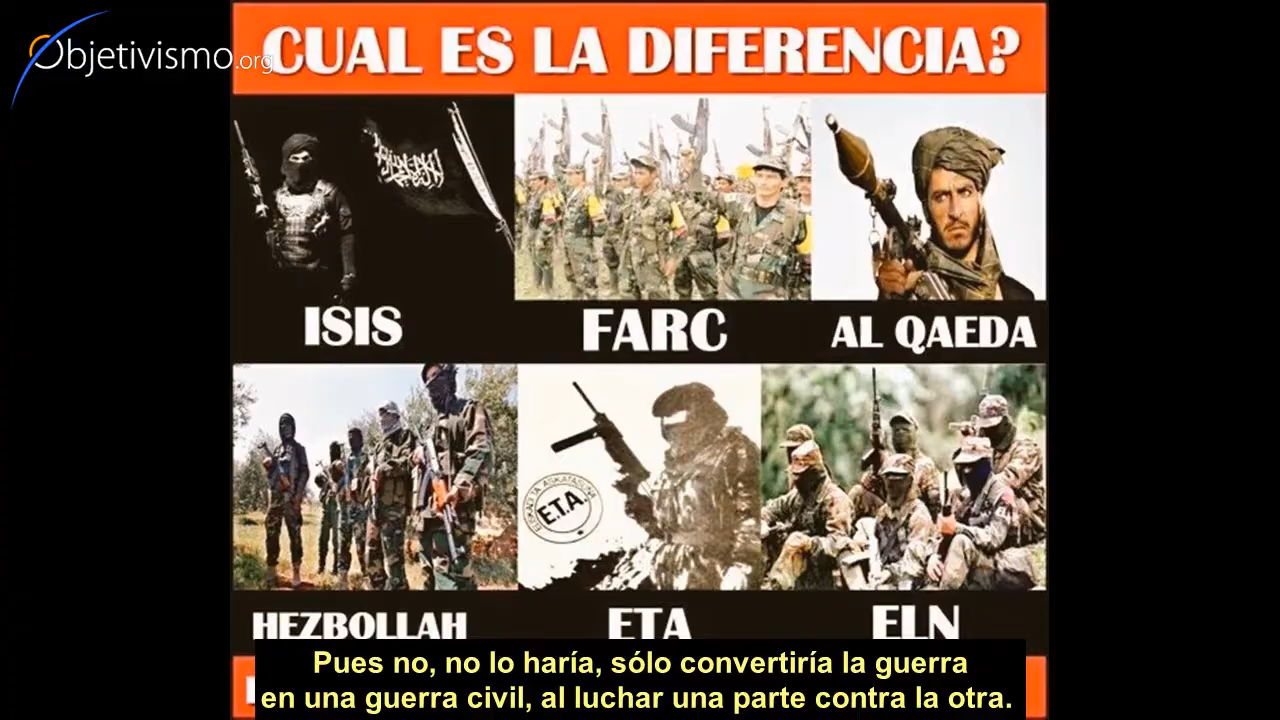 Objetivismo.org
CUAL ES LA DIFERENCIA?
ISIS
FARC
AL QAEDA
E.T.A.
HEZBOLLAH
ETA
ELN
Pues no, no lo haría, sólo convertiría la guerra
en una guerra civil, al luchar una parte contra la otra.